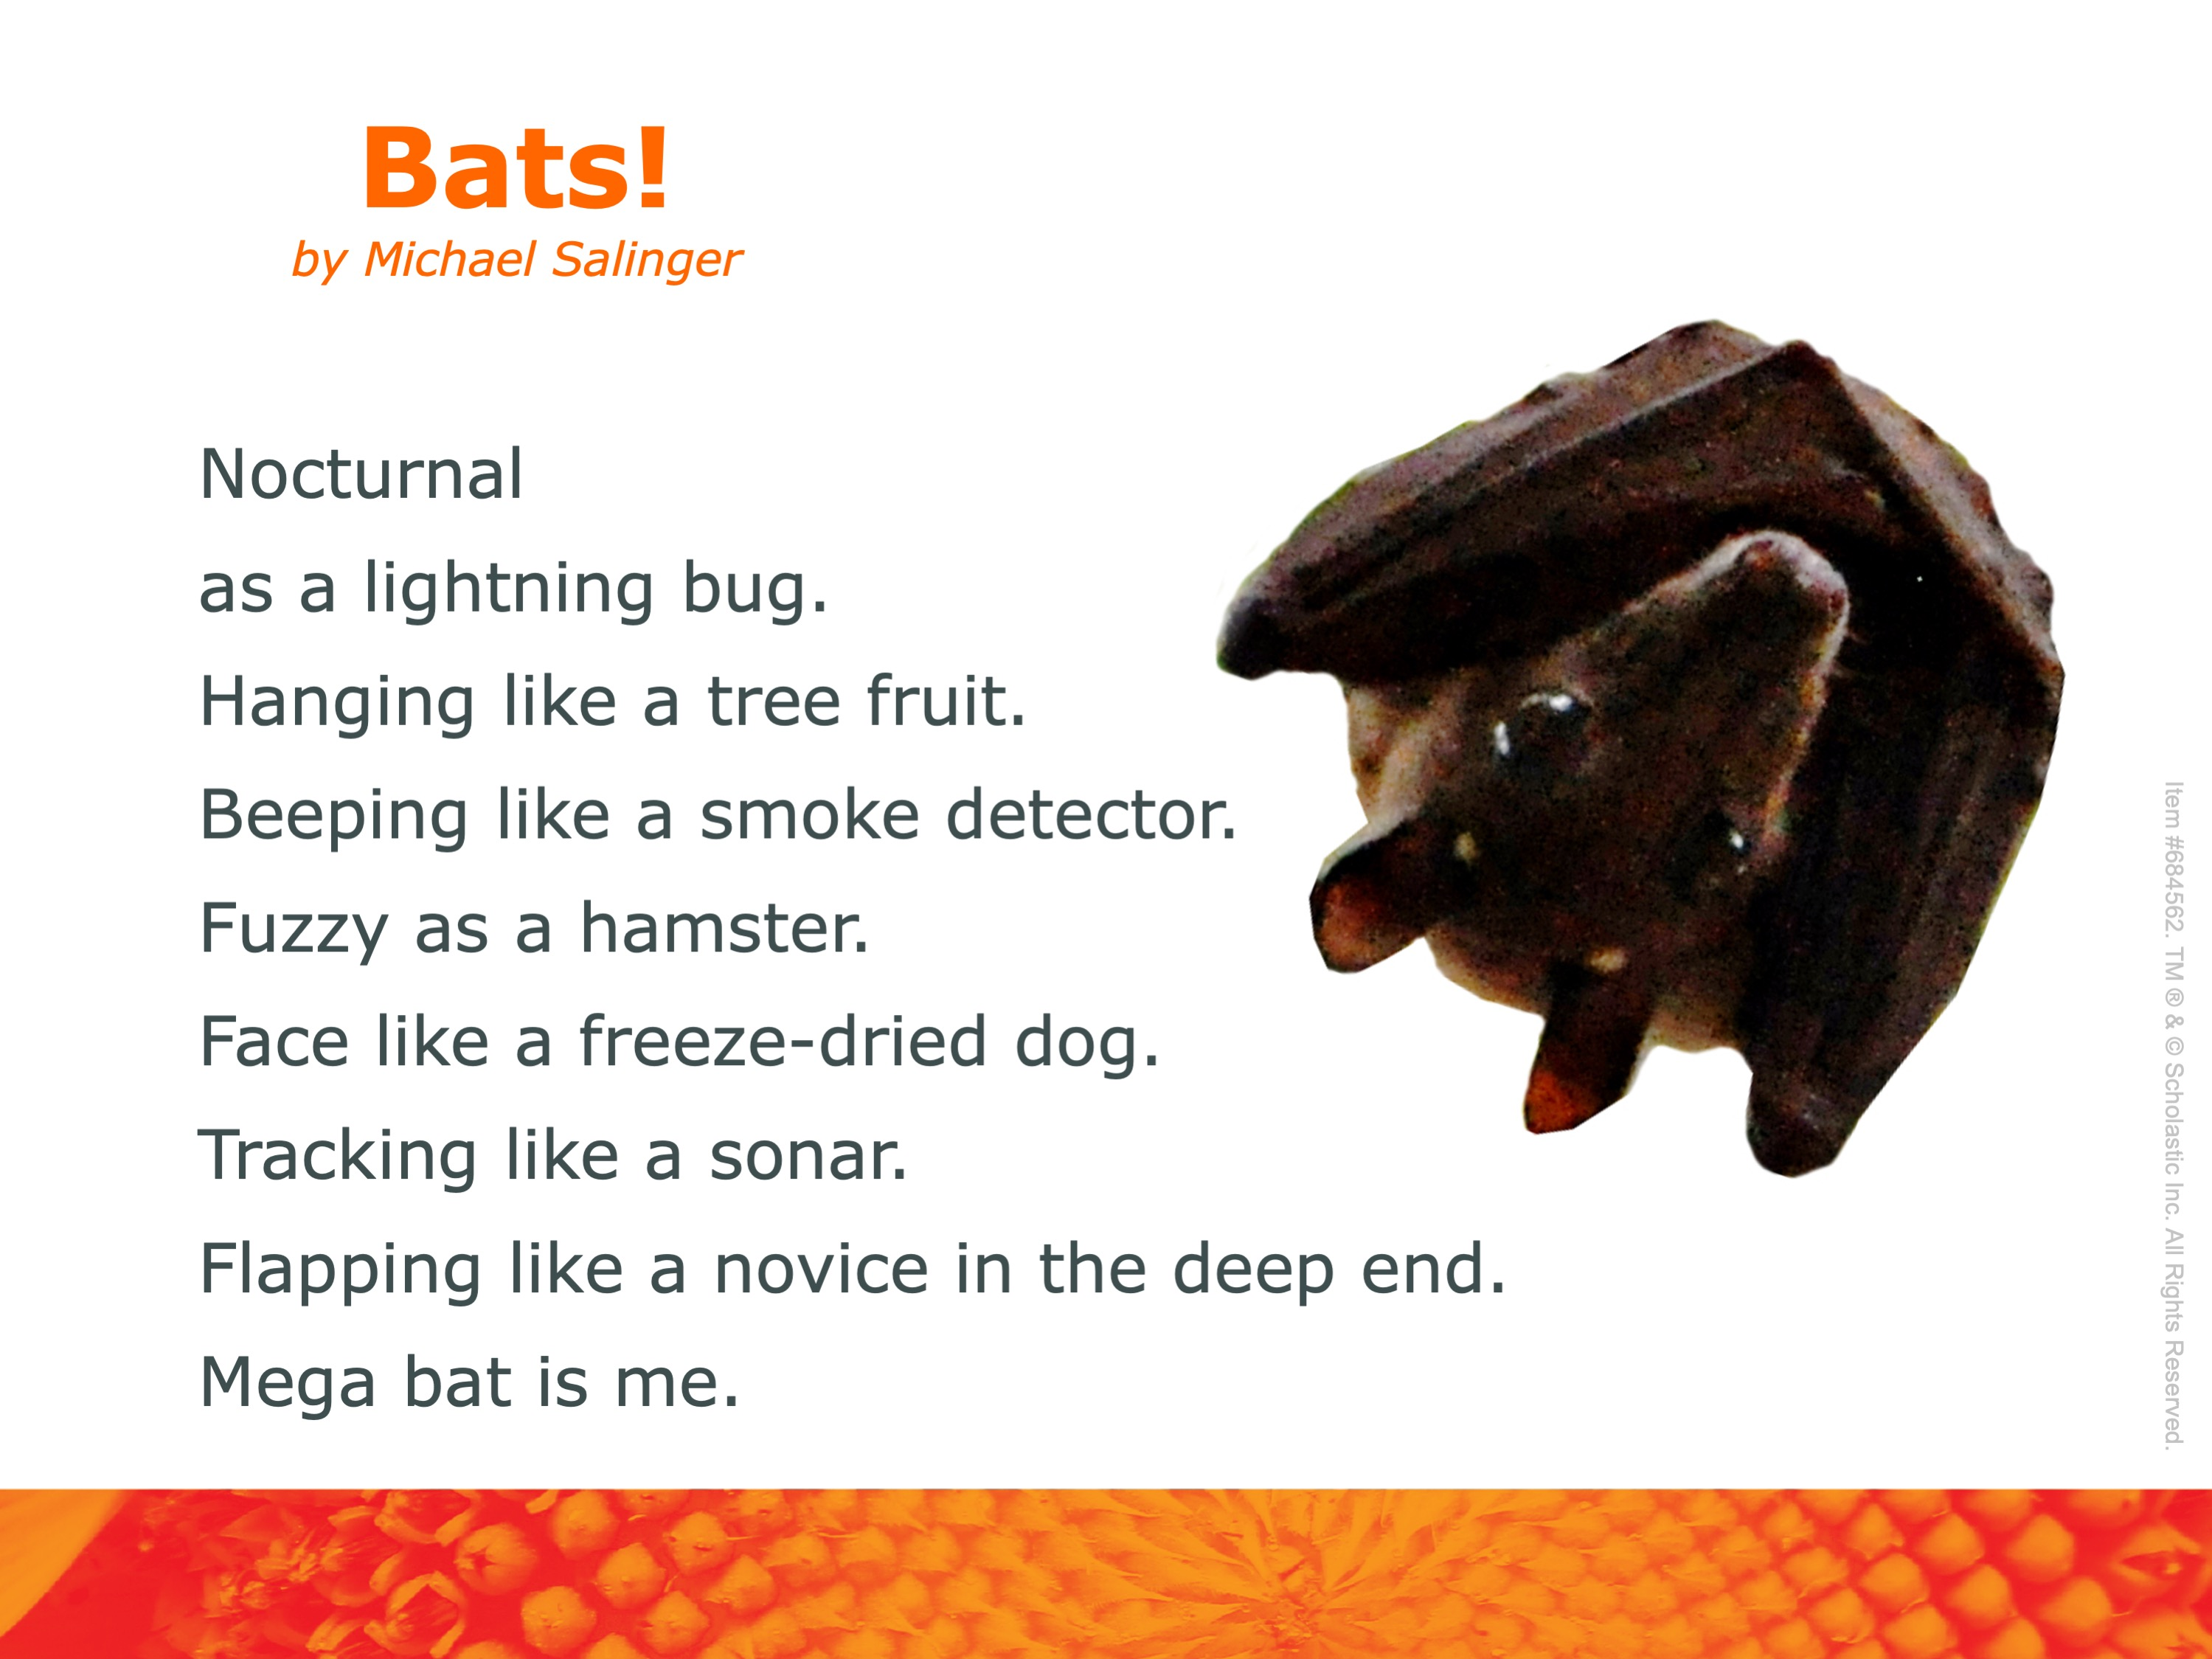 Bats!
by Michael Salinger
Nocturnal
as a lightning bug.
Hanging like a tree fruit.
Beeping like a smoke detector.
Fuzzy as a hamster.
Face like a freeze-dried dog.
Tracking like a sonar.
Flapping like a novice in the deep end.
Mega bat is me.
Item #684562. TM ® & © Scholastic Inc. All Rights Reserved.